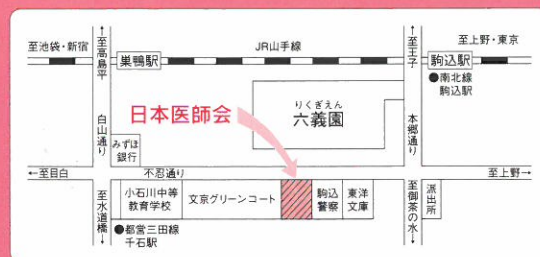 至池袋・新宿
←至高島平
巣鴨駅
JR山手線
←至王子
駒込駅
至上野・東京
●南北線
駒込駅
日本医師会
りくぎえん
六義園
白山通り
本郷通り
みずほ
銀行
←至目白
不忍通り
至上野→
至水道橋→
小石川中等
教育学校
文京グリーンコート
駒込
警察
東洋
文庫
至御茶の水→
派出所
●都営三田線
千石駅